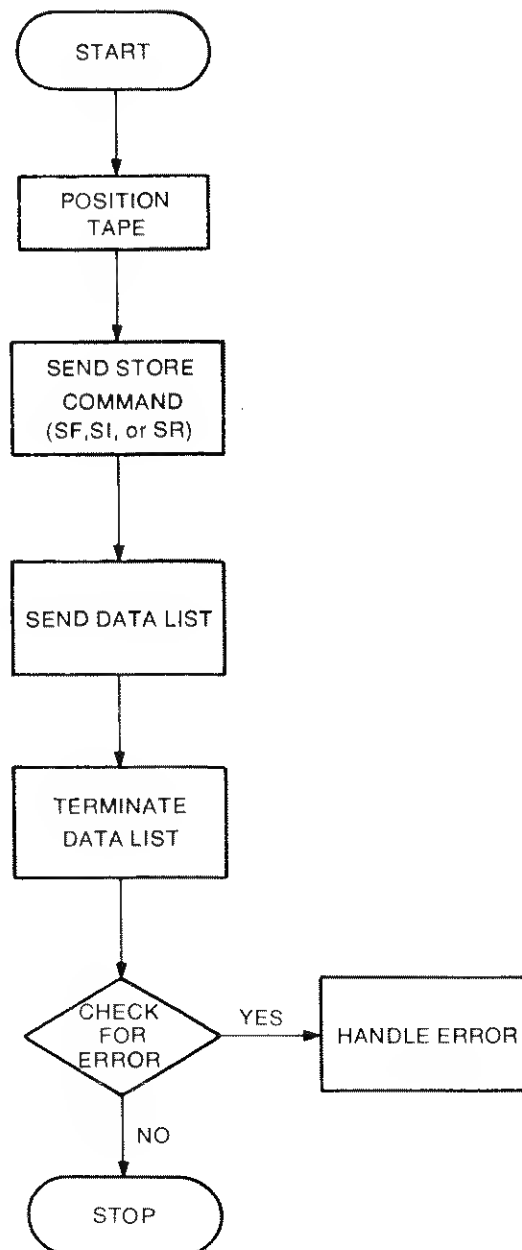 START
POSITION
TAPE
SEND STORE
COMMAND
(SF,SI, or SR)
SEND DATA LIST
TERMINATE
DATA LIST
CHECK
FOR
ERROR
YES
HANDLE ERROR
NO
STOP